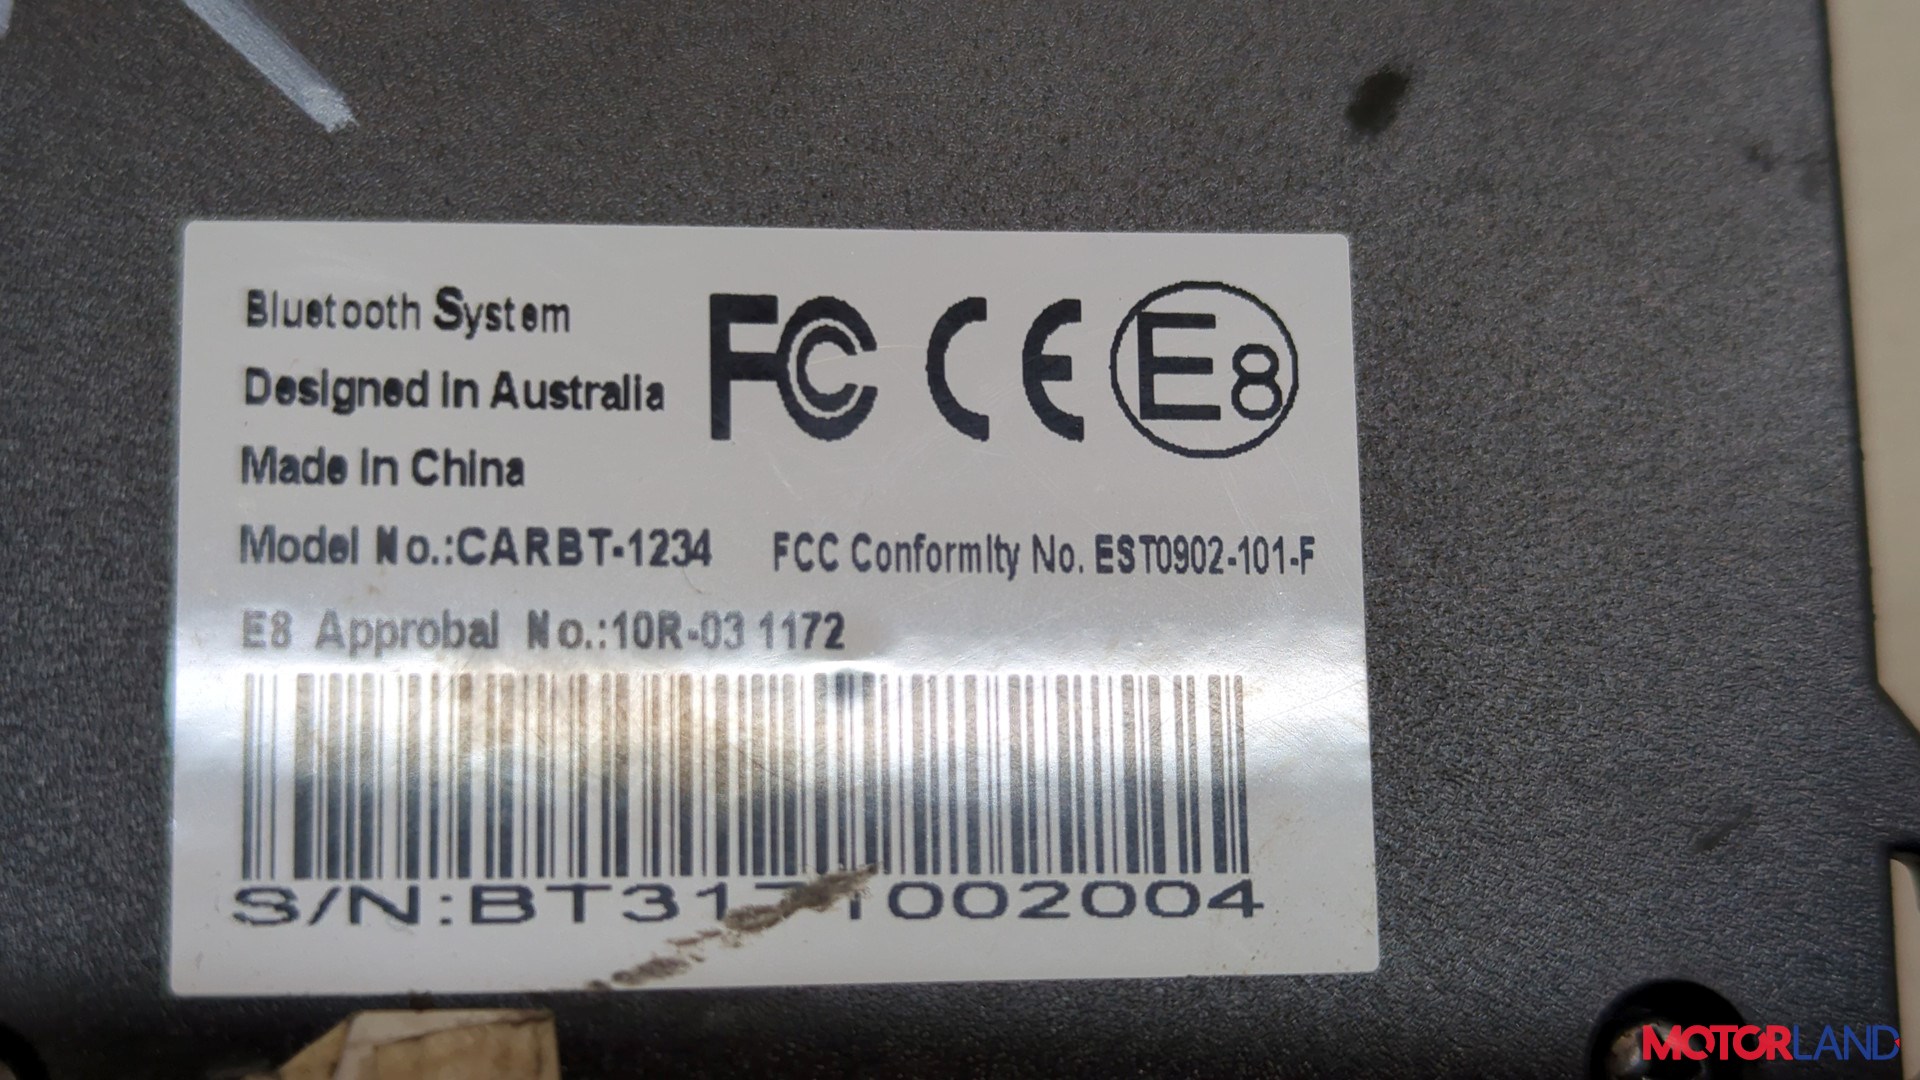 Bluetooth System
Designed in Australia
Made in China
FC CE E8
Model No.:CARBT-1234 FCC Conformity No. EST0902-101-F
E8 Approbal No.:10R-03 1172
MOTORLAND